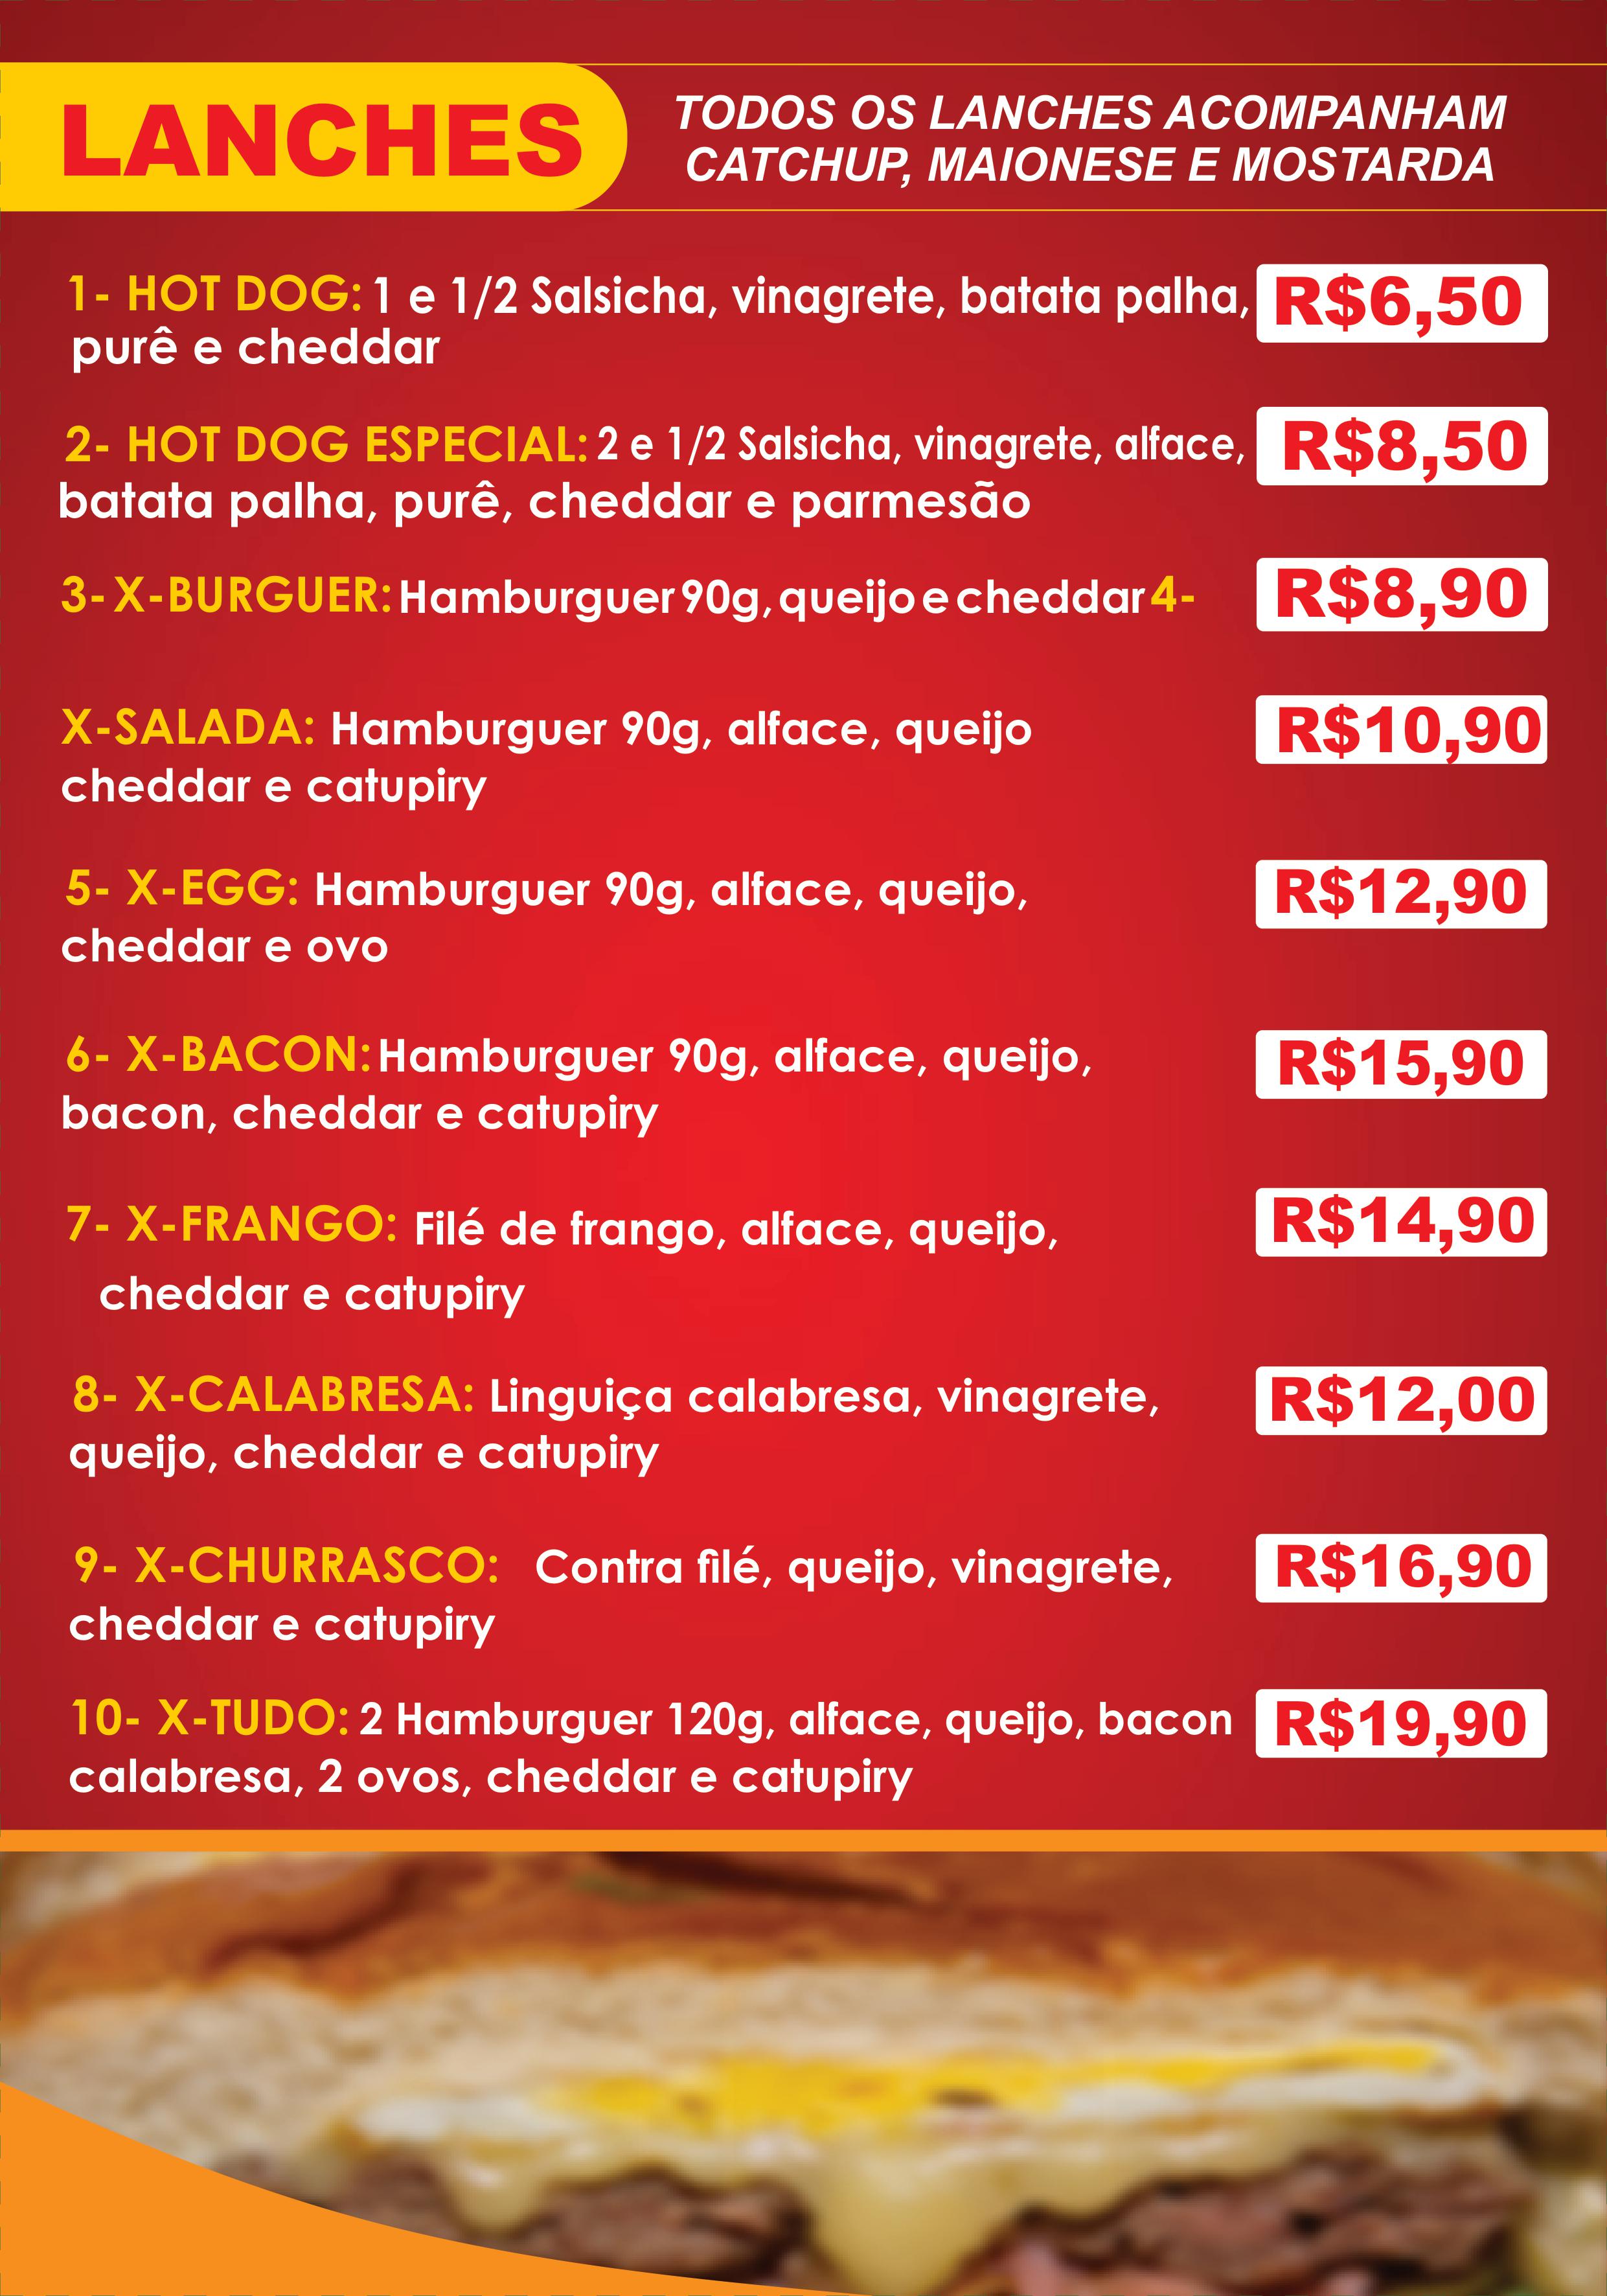 LANCHES
TODOS OS LANCHES ACOMPANHAM
CATCHUP, MAIONESE E MOSTARDA
1- HOT DOG: 1 e 1/2 Salsicha, vinagrete, batata palha, R$6,50
purê e cheddar
2- HOT DOG ESPECIAL: 2 e 1/2 Salsicha, vinagrete, alface, R$8,50
batata palha, purê, cheddar e parmesão
3- X-BURGUER: Hamburguer 90g, queijo e cheddar 4- R$8,90
X-SALADA: Hamburguer 90g, alface, queijo R$10,90
cheddar e catupiry
5- X-EGG: Hamburguer 90g, alface, queijo, R$12,90
cheddar e ovo
6- X-BACON: Hamburguer 90g, alface, queijo, R$15,90
bacon, cheddar e catupiry
7- X-FRANGO: Filé de frango, alface, queijo, R$14,90
cheddar e catupiry
8- X-CALABRESA: Linguiça calabresa, vinagrete, R$12,00
queijo, cheddar e catupiry
9- X-CHURRASCO: Contra filé, queijo, vinagrete, R$16,90
cheddar e catupiry
10- X-TUDO: 2 Hamburguer 120g, alface, queijo, bacon R$19,90
calabresa, 2 ovos, cheddar e catupiry